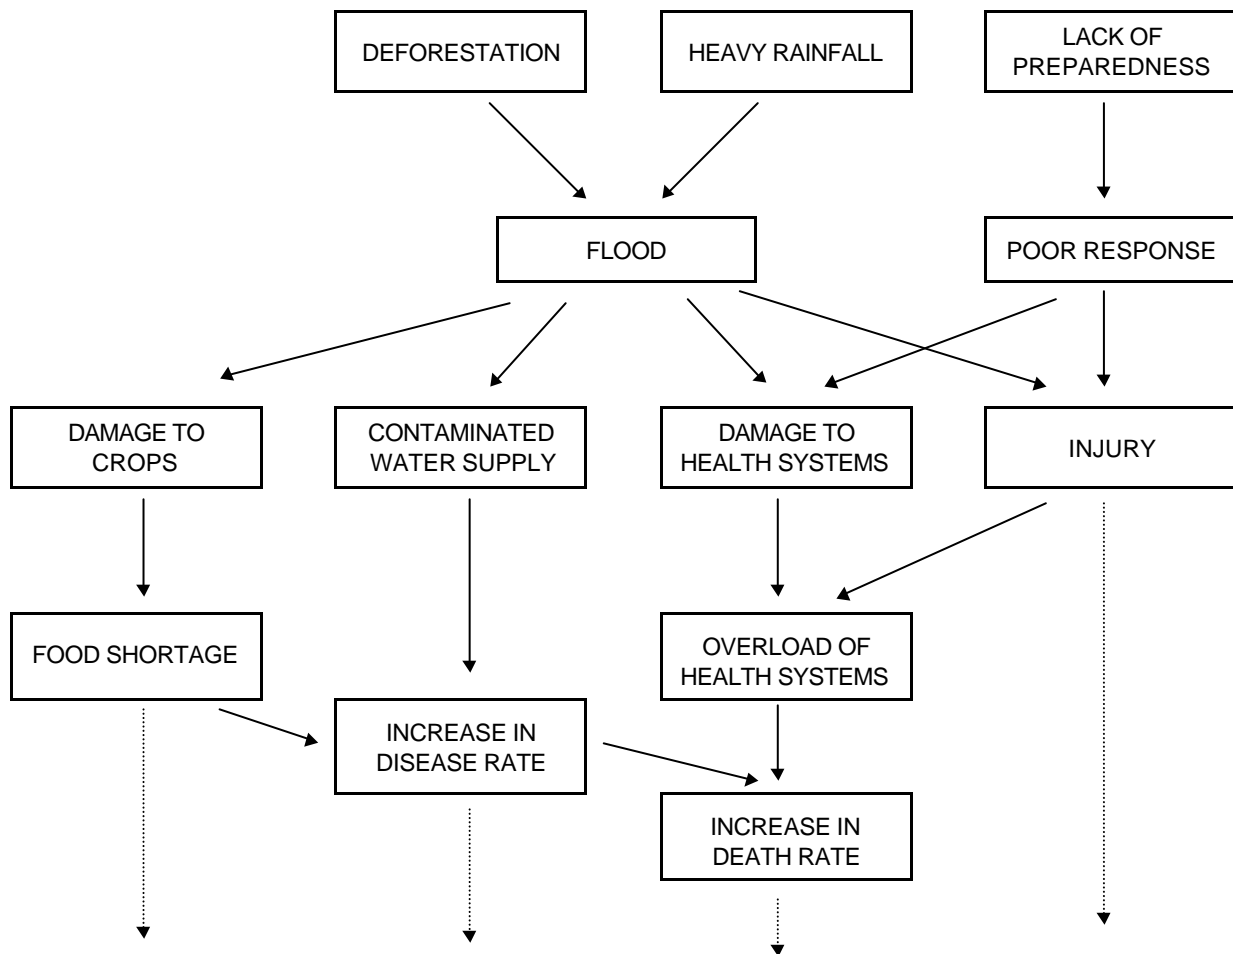 DEFORESTATION
HEAVY RAINFALL
LACK OF
PREPAREDNESS
FLOOD
POOR RESPONSE
DAMAGE TO
CROPS
CONTAMINATED
WATER SUPPLY
DAMAGE TO
HEALTH SYSTEMS
INJURY
FOOD SHORTAGE
OVERLOAD OF
HEALTH SYSTEMS
INCREASE IN
DISEASE RATE
INCREASE IN
DEATH RATE